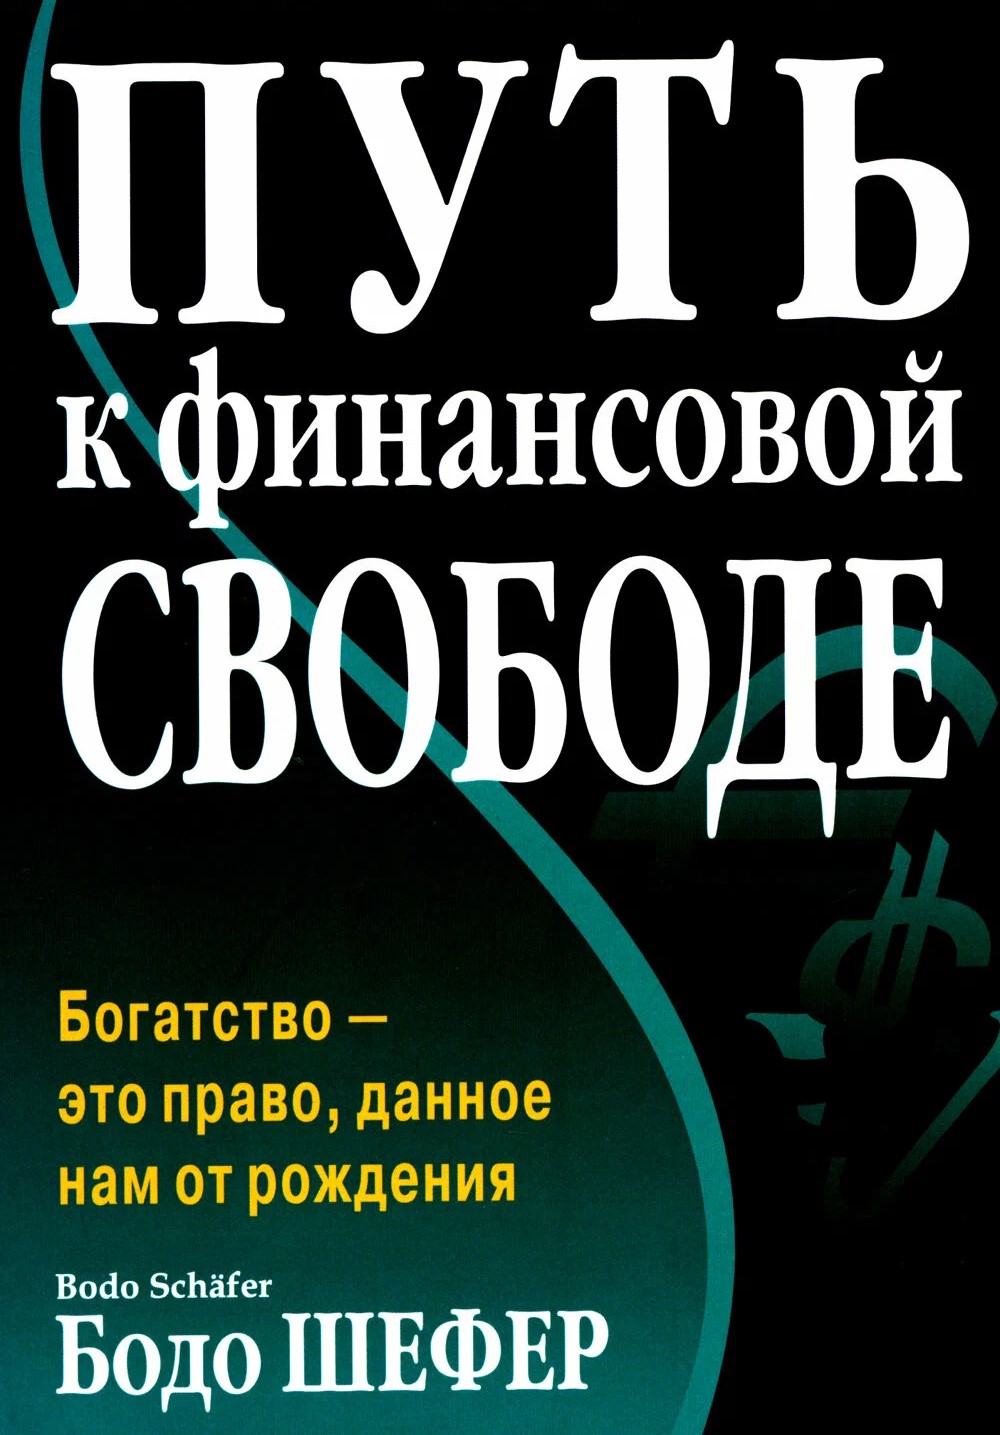 ПУТЬ
к финансовой
СВОБОДЕ
Богатство –
это право, данное
нам от рождения
Bodo Schäfer
Бодо ШЕФЕР